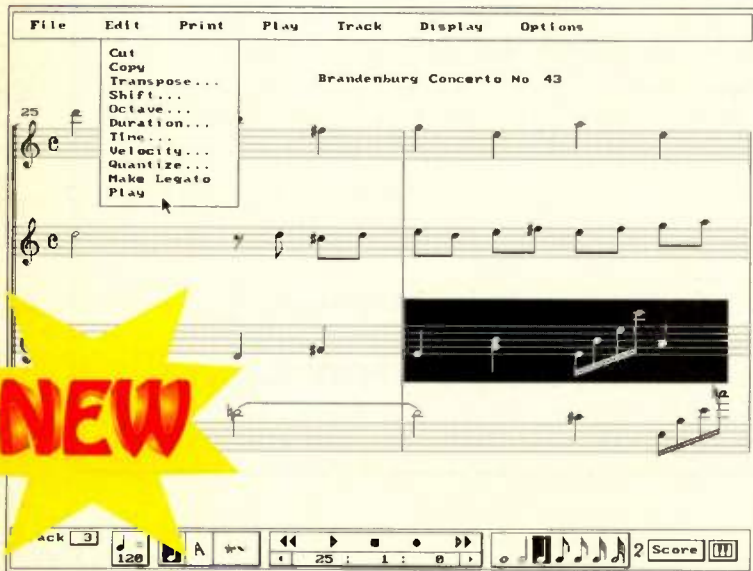 File Edit Print Play Track Display Options
Cut
Copy
Transpose...
Shift...
Octave...
Duration...
Time...
Velocity...
Quantize...
Make Legato
Play
Brandenburg Concerto No 43
25
NEW
ack 3
120
A
25 : 1 : 0
2 Score